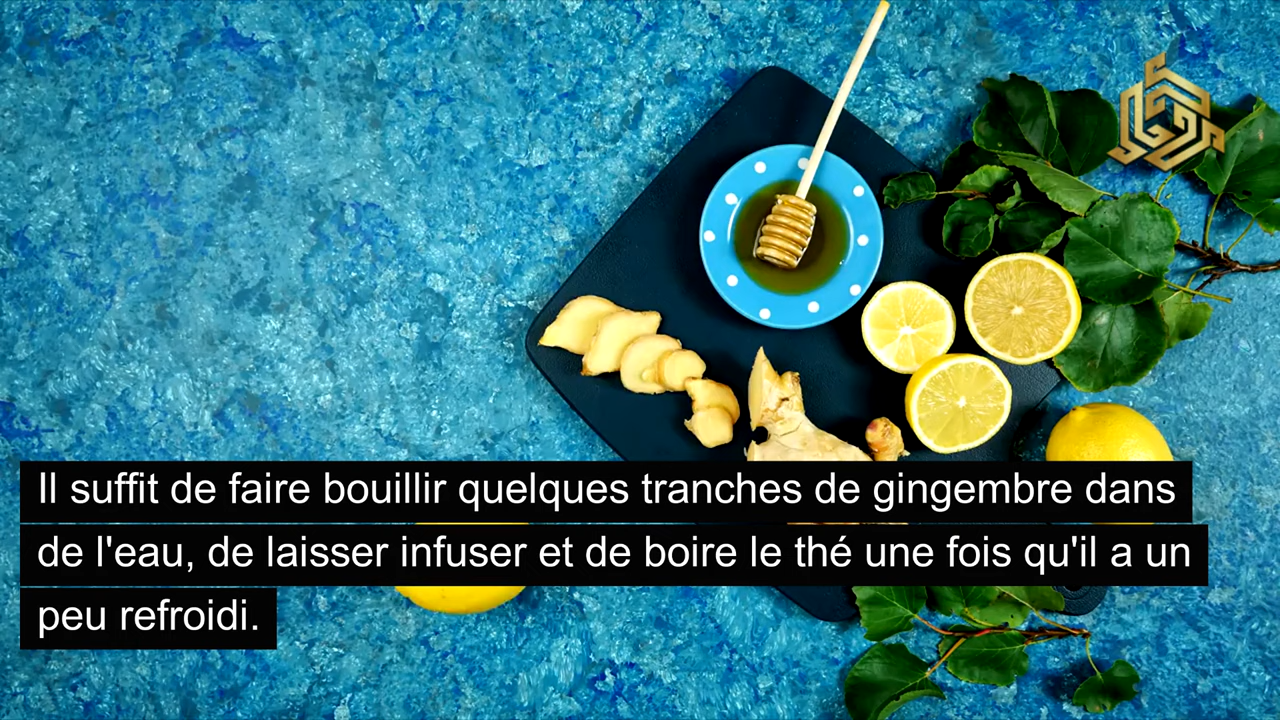 Il suffit de faire bouillir quelques tranches de gingembre dans
de l'eau, de laisser infuser et de boire le thé une fois qu'il a un
peu refroidi.